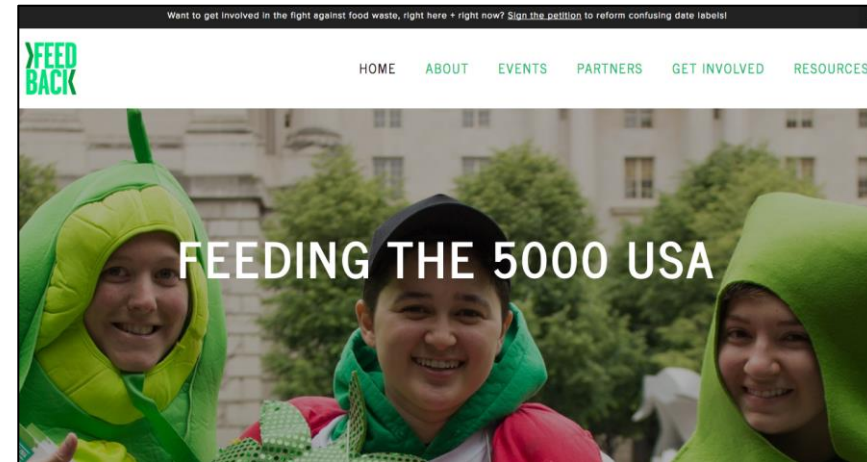 Want to get involved in the fight against food waste, right here + right now? Sign the petition to reform confusing date labels!
FEED
BACK
HOME ABOUT EVENTS PARTNERS GET INVOLVED RESOURCES
FEEDING THE 5000 USA